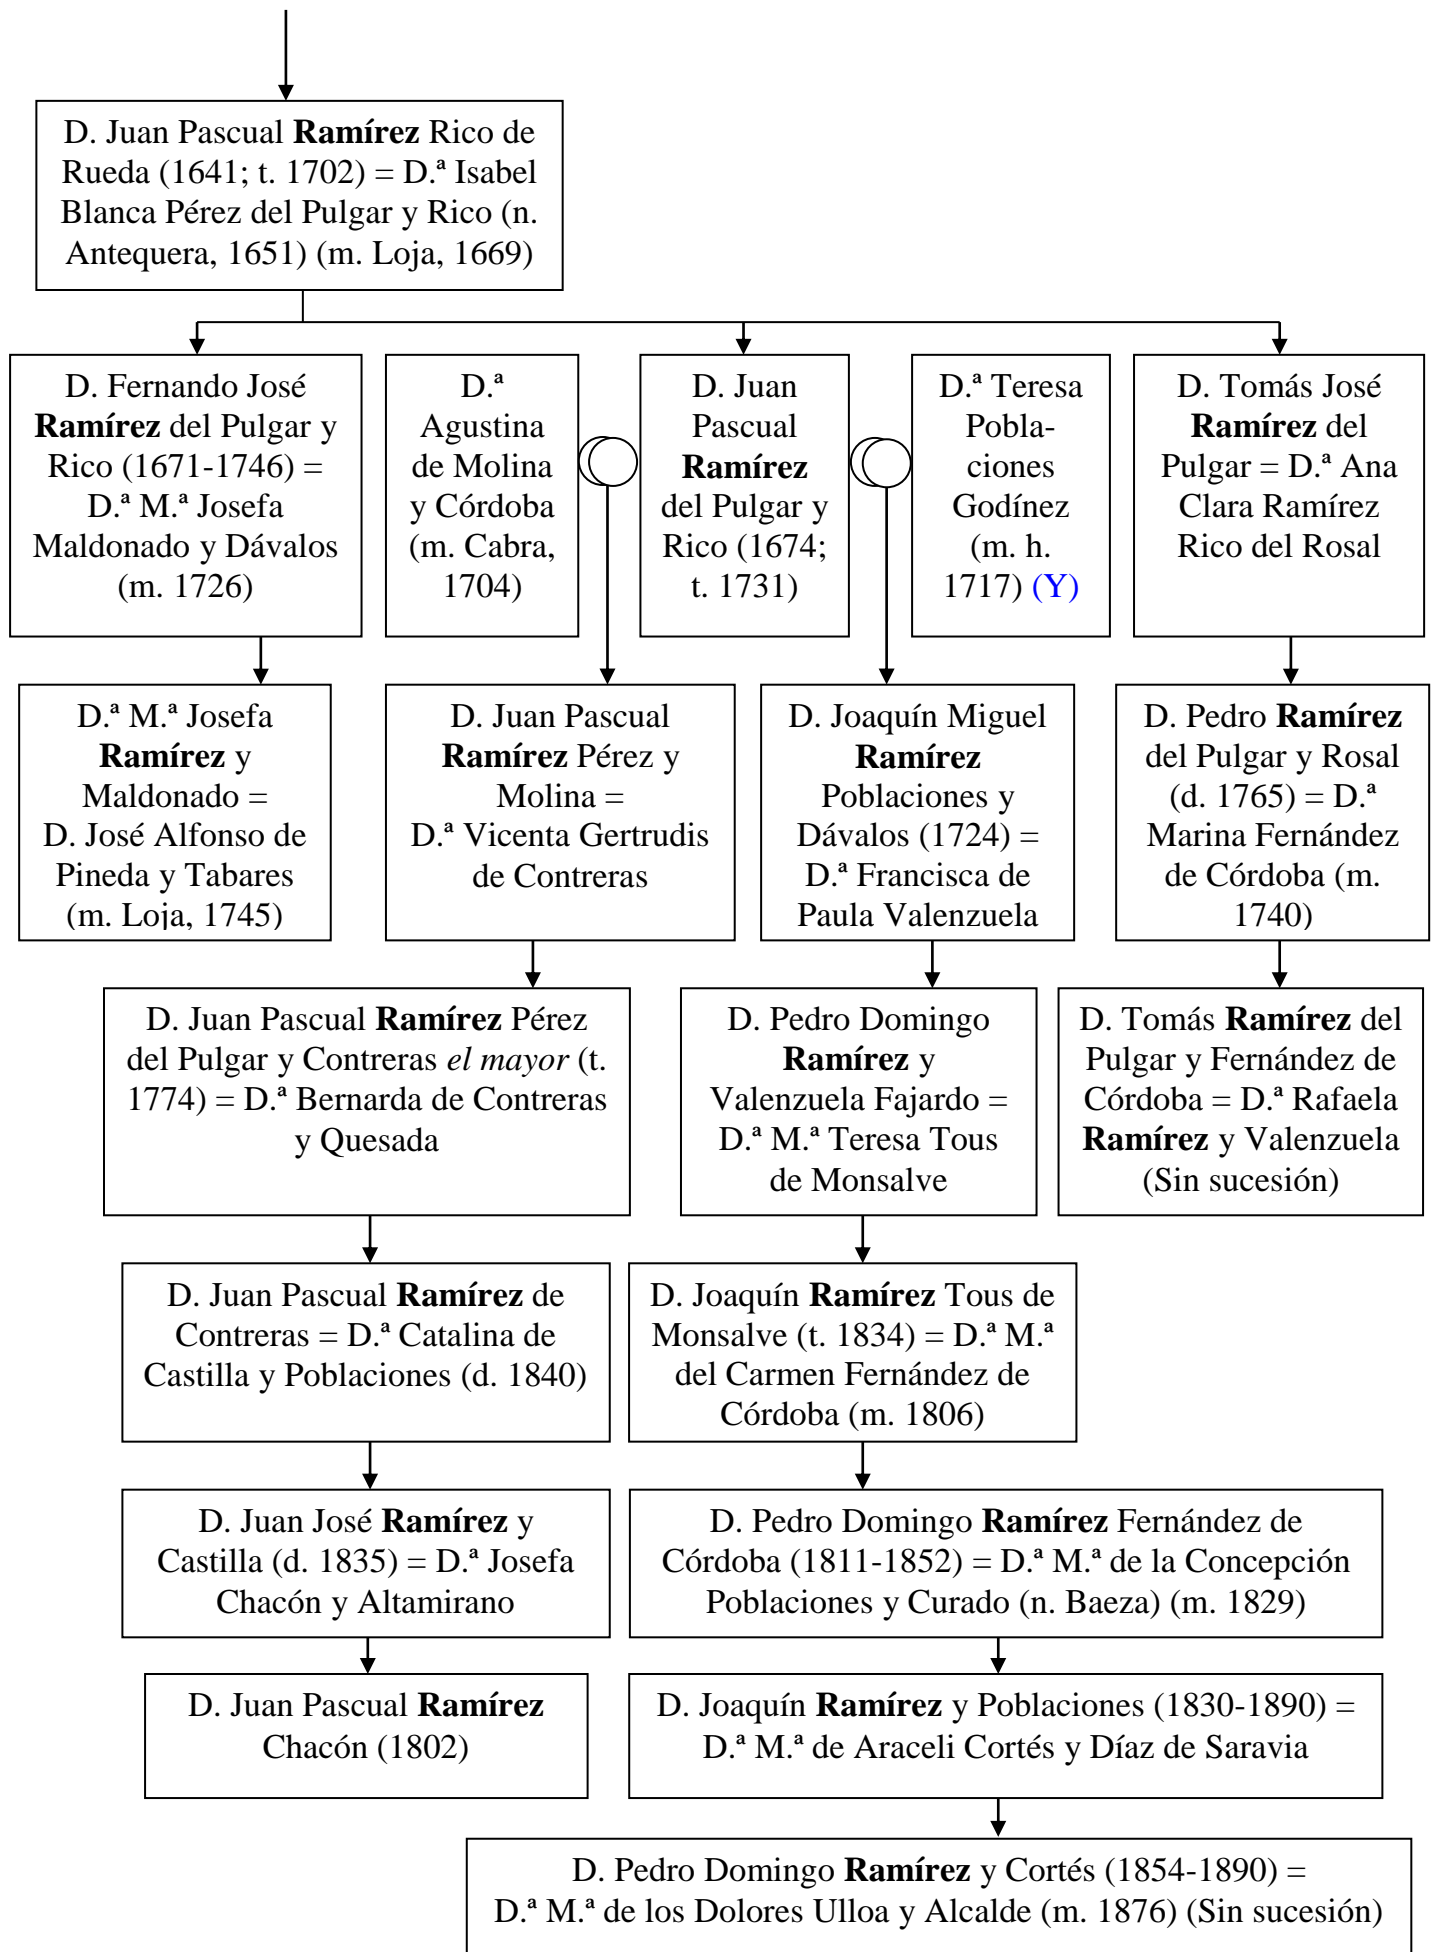 D. Juan Pascual Ramírez Rico de
Rueda (1641; t. 1702) = D.ª Isabel
Blanca Pérez del Pulgar y Rico (n.
Antequera, 1651) (m. Loja, 1669)
D. Fernando José
Ramírez del Pulgar y
Rico (1671-1746) =
D.ª M.ª Josefa
Maldonado y Dávalos
(m. 1726)
D.ª
Agustina
de Molina
y Córdoba
(m. Cabra,
1704)
D. Juan
Pascual
Ramírez
del Pulgar y
Rico (1674;
t. 1731)
D.ª Teresa
Pobla-
ciones
Godínez
(m. h.
1717) (Y)
D. Tomás José
Ramírez del
Pulgar = D.ª Ana
Clara Ramírez
Rico del Rosal
D.ª M.ª Josefa
Ramírez y
Maldonado =
D. José Alfonso de
Pineda y Tabares
(m. Loja, 1745)
D. Juan Pascual
Ramírez Pérez y
Molina =
D.ª Vicenta Gertrudis
de Contreras
D. Joaquín Miguel
Ramírez
Poblaciones y
Dávalos (1724) =
D.ª Francisca de
Paula Valenzuela
D. Pedro Ramírez
del Pulgar y Rosal
(d. 1765) = D.ª
Marina Fernández
de Córdoba (m.
1740)
D. Juan Pascual Ramírez Pérez
del Pulgar y Contreras el mayor (t.
1774) = D.ª Bernarda de Contreras
y Quesada
D. Pedro Domingo
Ramírez y
Valenzuela Fajardo =
D.ª M.ª Teresa Tous
de Monsalve
D. Tomás Ramírez del
Pulgar y Fernández de
Córdoba = D.ª Rafaela
Ramírez y Valenzuela
(Sin sucesión)
D. Juan Pascual Ramírez de
Contreras = D.ª Catalina de
Castilla y Poblaciones (d. 1840)
D. Joaquín Ramírez Tous de
Monsalve (t. 1834) = D.ª M.ª
del Carmen Fernández de
Córdoba (m. 1806)
D. Juan José Ramírez y
Castilla (d. 1835) = D.ª Josefa
Chacón y Altamirano
D. Pedro Domingo Ramírez Fernández de
Córdoba (1811-1852) = D.ª M.ª de la Concepción
Poblaciones y Curado (n. Baeza) (m. 1829)
D. Juan Pascual Ramírez
Chacón (1802)
D. Joaquín Ramírez y Poblaciones (1830-1890) =
D.ª M.ª de Araceli Cortés y Díaz de Saravia
D. Pedro Domingo Ramírez y Cortés (1854-1890) =
D.ª M.ª de los Dolores Ulloa y Alcalde (m. 1876) (Sin sucesión)